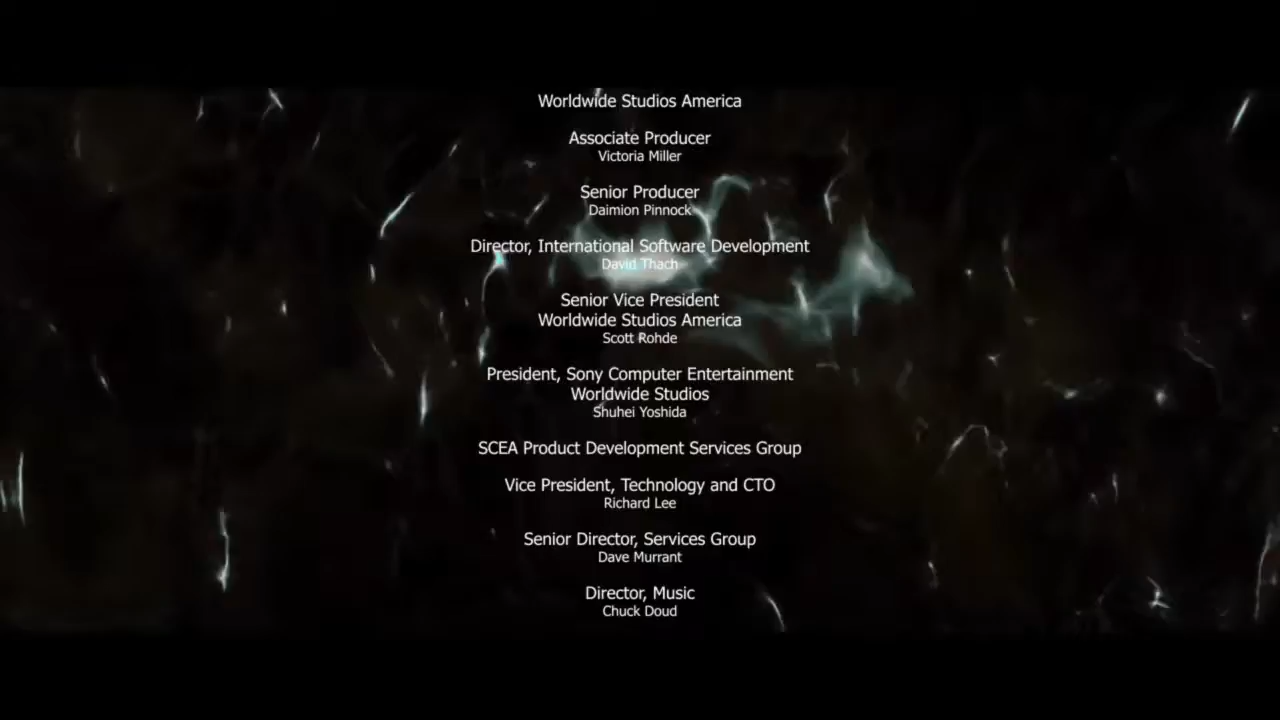 Worldwide Studios America
Associate Producer
Victoria Miller
Senior Producer
Daimion Pinnock
Director, International Software Development
David Thach
Senior Vice President
Worldwide Studios America
Scott Rohde
President, Sony Computer Entertainment
Worldwide Studios
Shuhei Yoshida
SCEA Product Development Services Group
Vice President, Technology and CTO
Richard Lee
Senior Director, Services Group
Dave Murrant
Director, Music
Chuck Doud